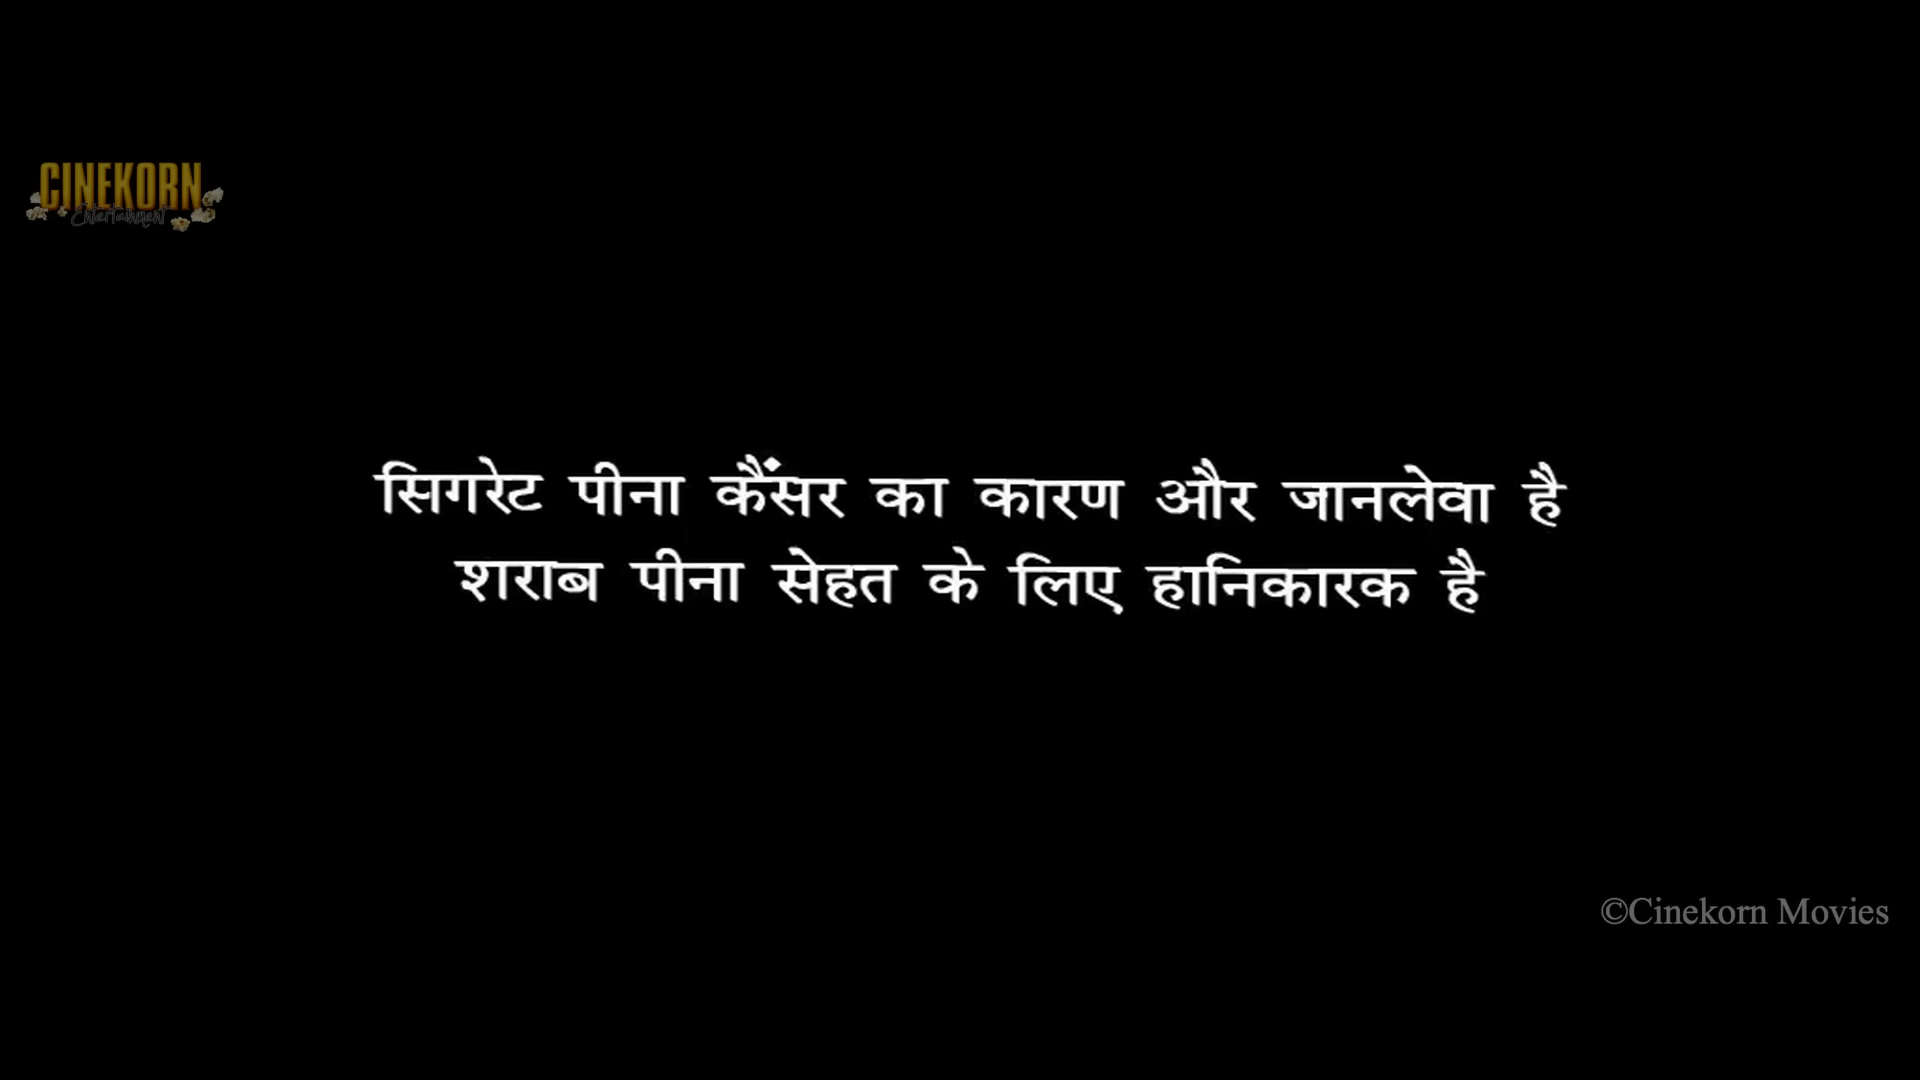 CINEKORN
Entertainment
सिगरेट पीना कैंसर का कारण और जानलेवा है
शराब पीना सेहत के लिए हानिकारक है
©Cinekorn Movies